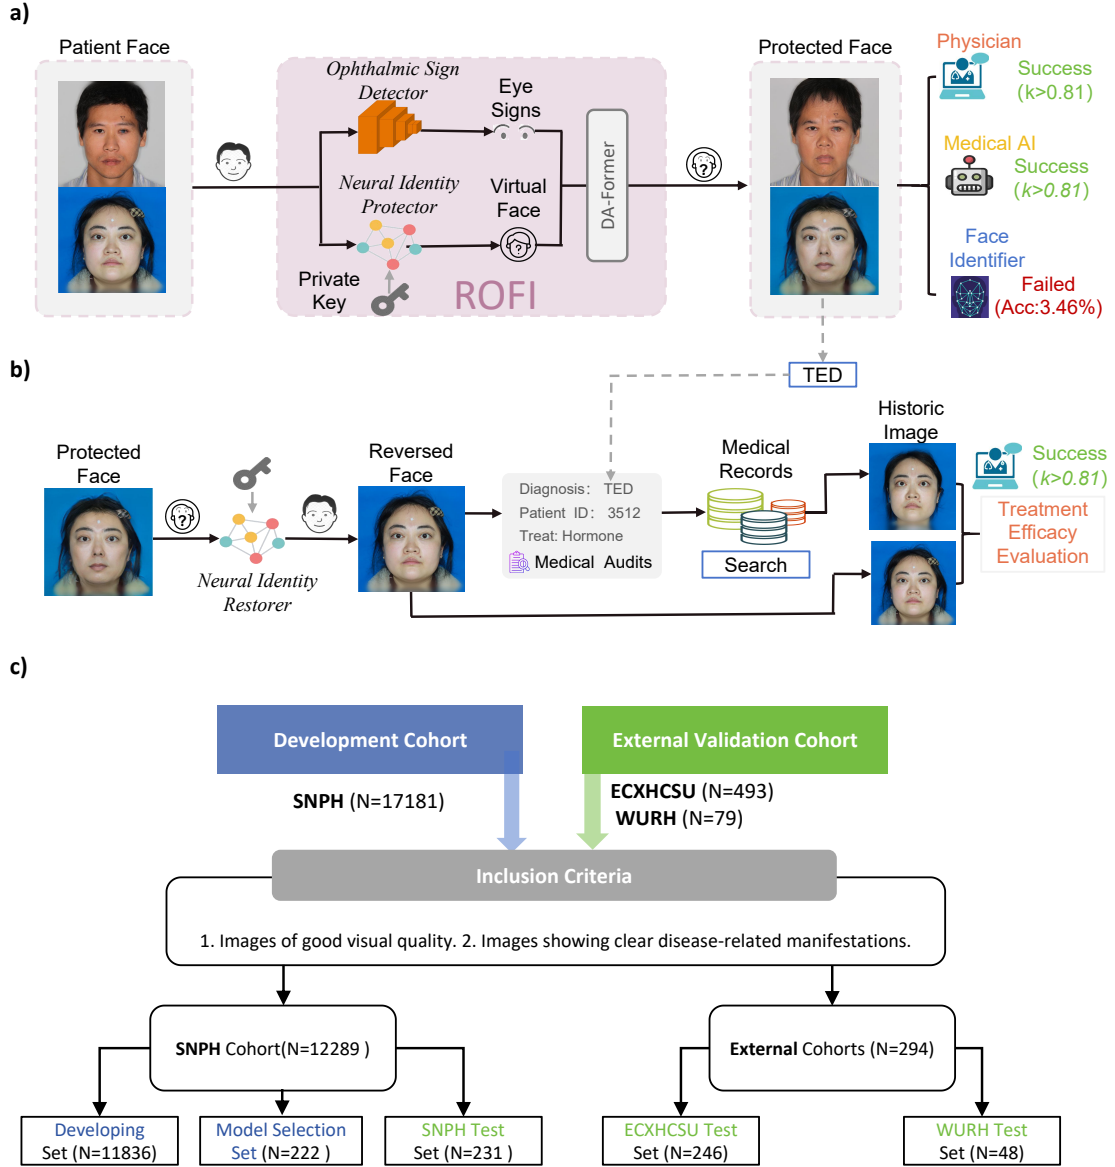 a)
Patient Face
Ophthalmic Sign
Detector
Eye
Signs
Neural Identity
Protector
Virtual
Face
Private
Key
ROFI
DA-Former
Protected Face
Physician
Success
(k>0.81)
Medical AI
Success
(k>0.81)
Face
Identifier
Failed
(Acc:3.46%)
TED
b)
Protected
Face
Neural Identity
Restorer
Reversed
Face
Diagnosis: TED
Patient ID: 3512
Treat: Hormone
Medical Audits
Medical
Records
Search
Historic
Image
Success
(k>0.81)
Treatment
Efficacy
Evaluation
c)
Development Cohort
External Validation Cohort
SNPH (N=17181)
ECXHCSU (N=493)
WURH (N=79)
Inclusion Criteria
1. Images of good visual quality. 2. Images showing clear disease-related manifestations.
SNPH Cohort(N=12289 )
External Cohorts (N=294)
Developing
Set (N=11836)
Model Selection
Set (N=222 )
SNPH Test
Set (N=231 )
ECXHCSU Test
Set (N=246)
WURH Test
Set (N=48)